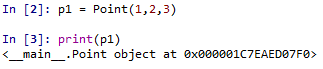 In [2]: p1 = Point(1,2,3)
In [3]: print(p1)
<__main__.Point object at 0x000001C7EAED07F0>